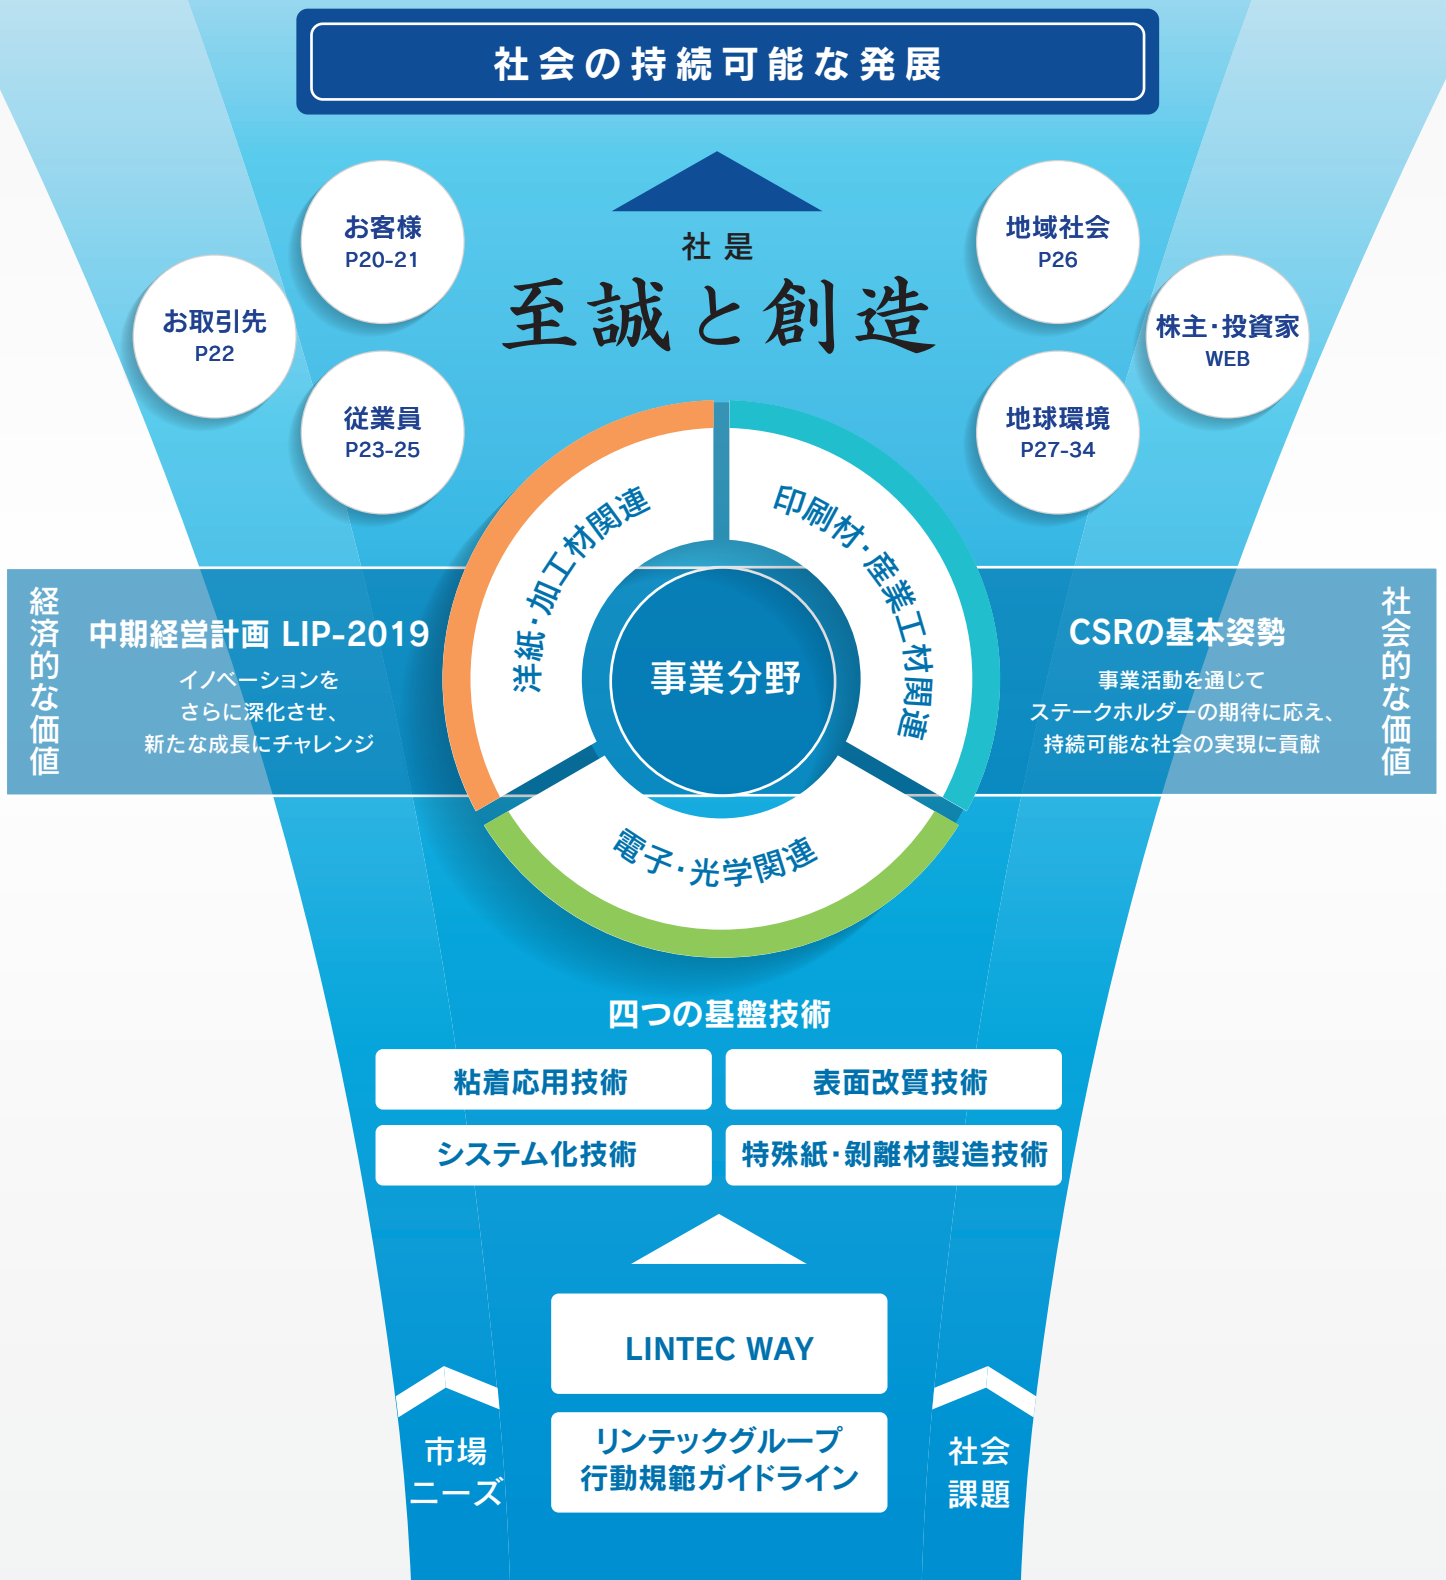 社会の持続可能な発展
社是
至誠と創造
お客様
P20-21
お取引先
P22
従業員
P23-25
地域社会
P26
株主・投資家
WEB
地球環境
P27-34
洋紙・加工材関連
印刷材・産業工材関連
電子・光学関連
事業分野
経済的な価値
中期経営計画 LIP-2019
イノベーションを
さらに深化させ、
新たな成長にチャレンジ
CSRの基本姿勢
事業活動を通じて
ステークホルダーの期待に応え、
持続可能な社会の実現に貢献
社会的な価値
四つの基盤技術
粘着応用技術
表面改質技術
システム化技術
特殊紙・剝離材製造技術
LINTEC WAY
リンテックグループ
行動規範ガイドライン
市場
ニーズ
社会
課題